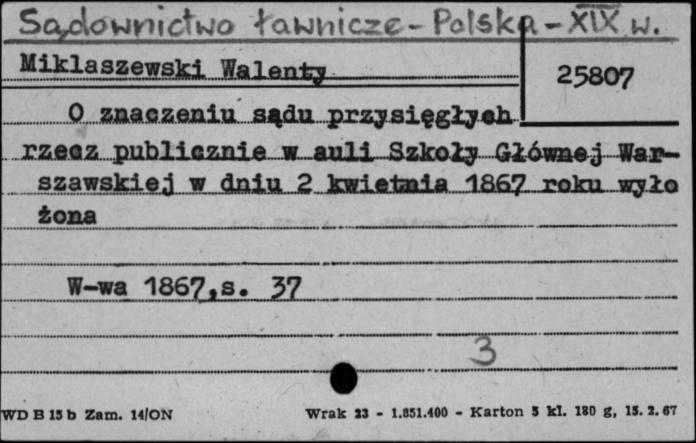 Sądownictwo ławnicze - Polska - XIX w.
Miklaszewski Walenty
25807
O znaczeniu sądu przysięgłych
rzecz publicznie w auli Szkoły Głównej War-
szawskiej w dniu 2 kwietnia 1867 roku wyło
żona
W-wa 1867,s. 37
3
WD B 15 b Zam. 14/ON
Wrak 23 - 1.851.400 - Karton 5 kl. 180 g, 15. 2. 67